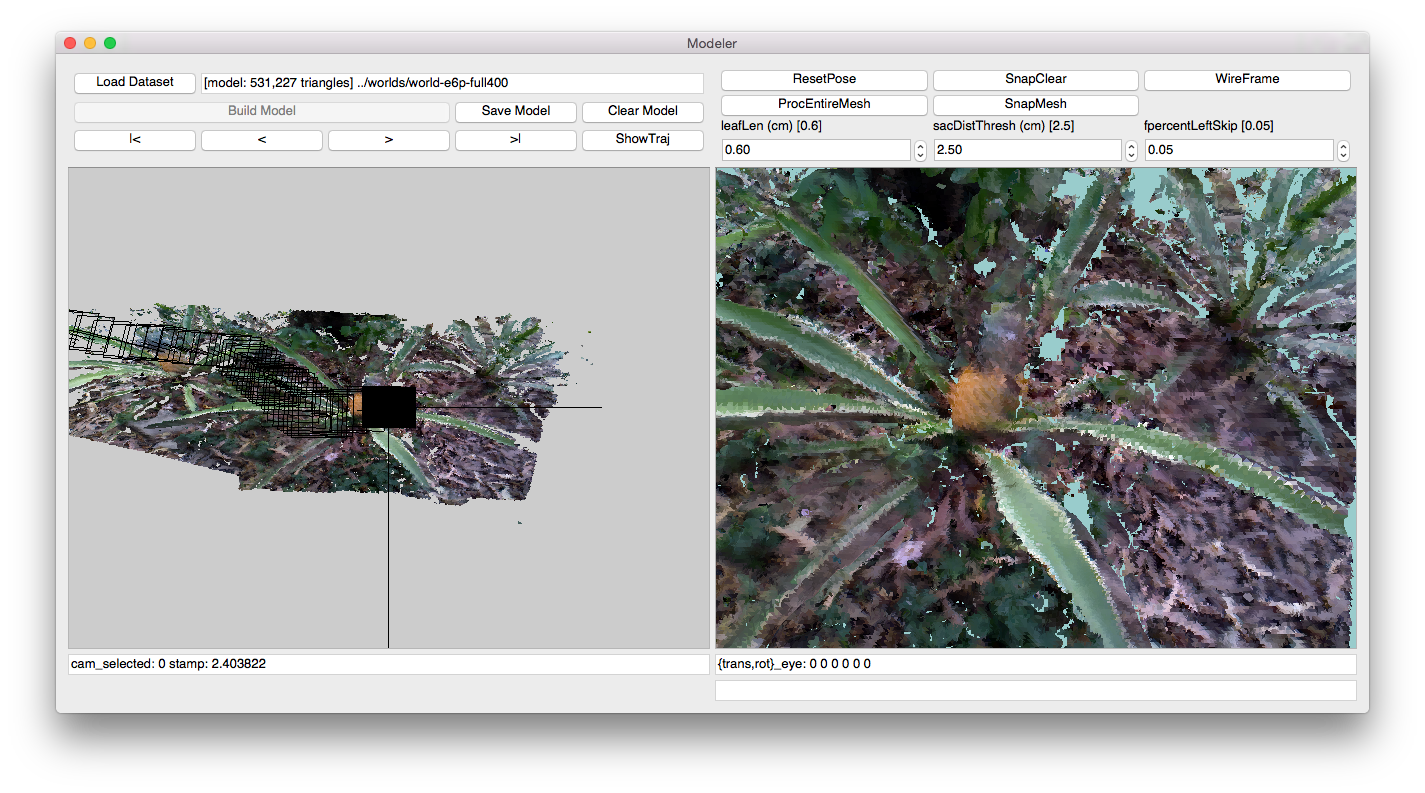 Modeler
Load Dataset [model: 531,227 triangles] ../worlds/world-e6p-full400
Build Model Save Model Clear Model
|< < > >| ShowTraj
ResetPose SnapClear WireFrame
ProcEntireMesh SnapMesh
leafLen (cm) [0.6] sacDistThresh (cm) [2.5] fpercentLeftSkip [0.05]
0.60 2.50 0.05
cam_selected: 0 stamp: 2.403822
{trans,rot}_eye: 0 0 0 0 0 0